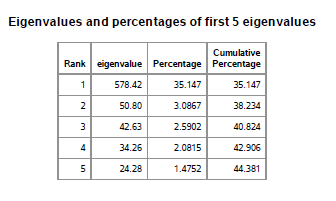 Eigenvalues and percentages of first 5 eigenvalues
Cumulative
Rank eigenvalue Percentage Percentage
1 578.42 35.147 35.147
2 50.80 3.0867 38.234
3 42.63 2.5902 40.824
4 34.26 2.0815 42.906
5 24.28 1.4752 44.381